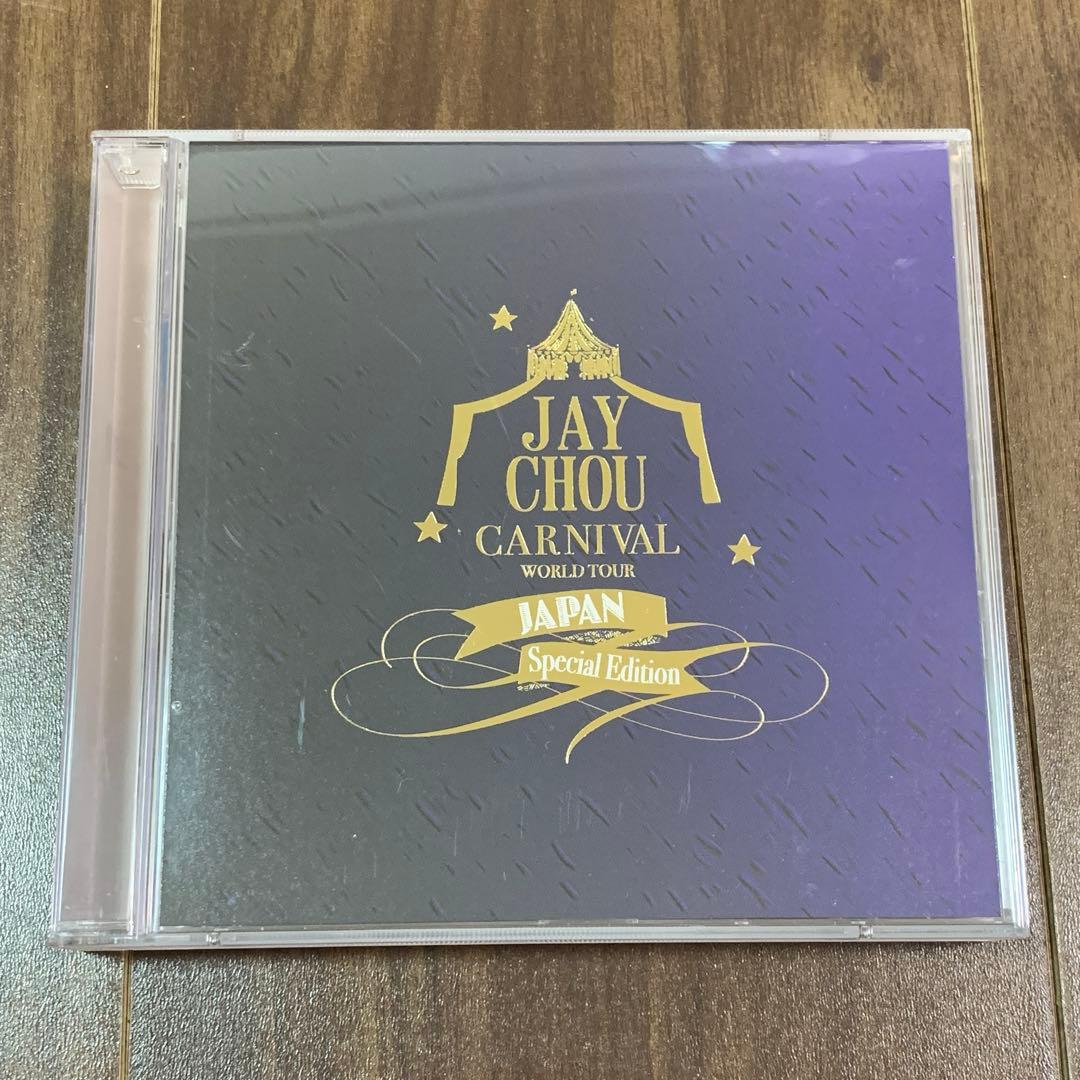 JAY
CHOU
CARNIVAL
WORLD TOUR
JAPAN
Special Edition